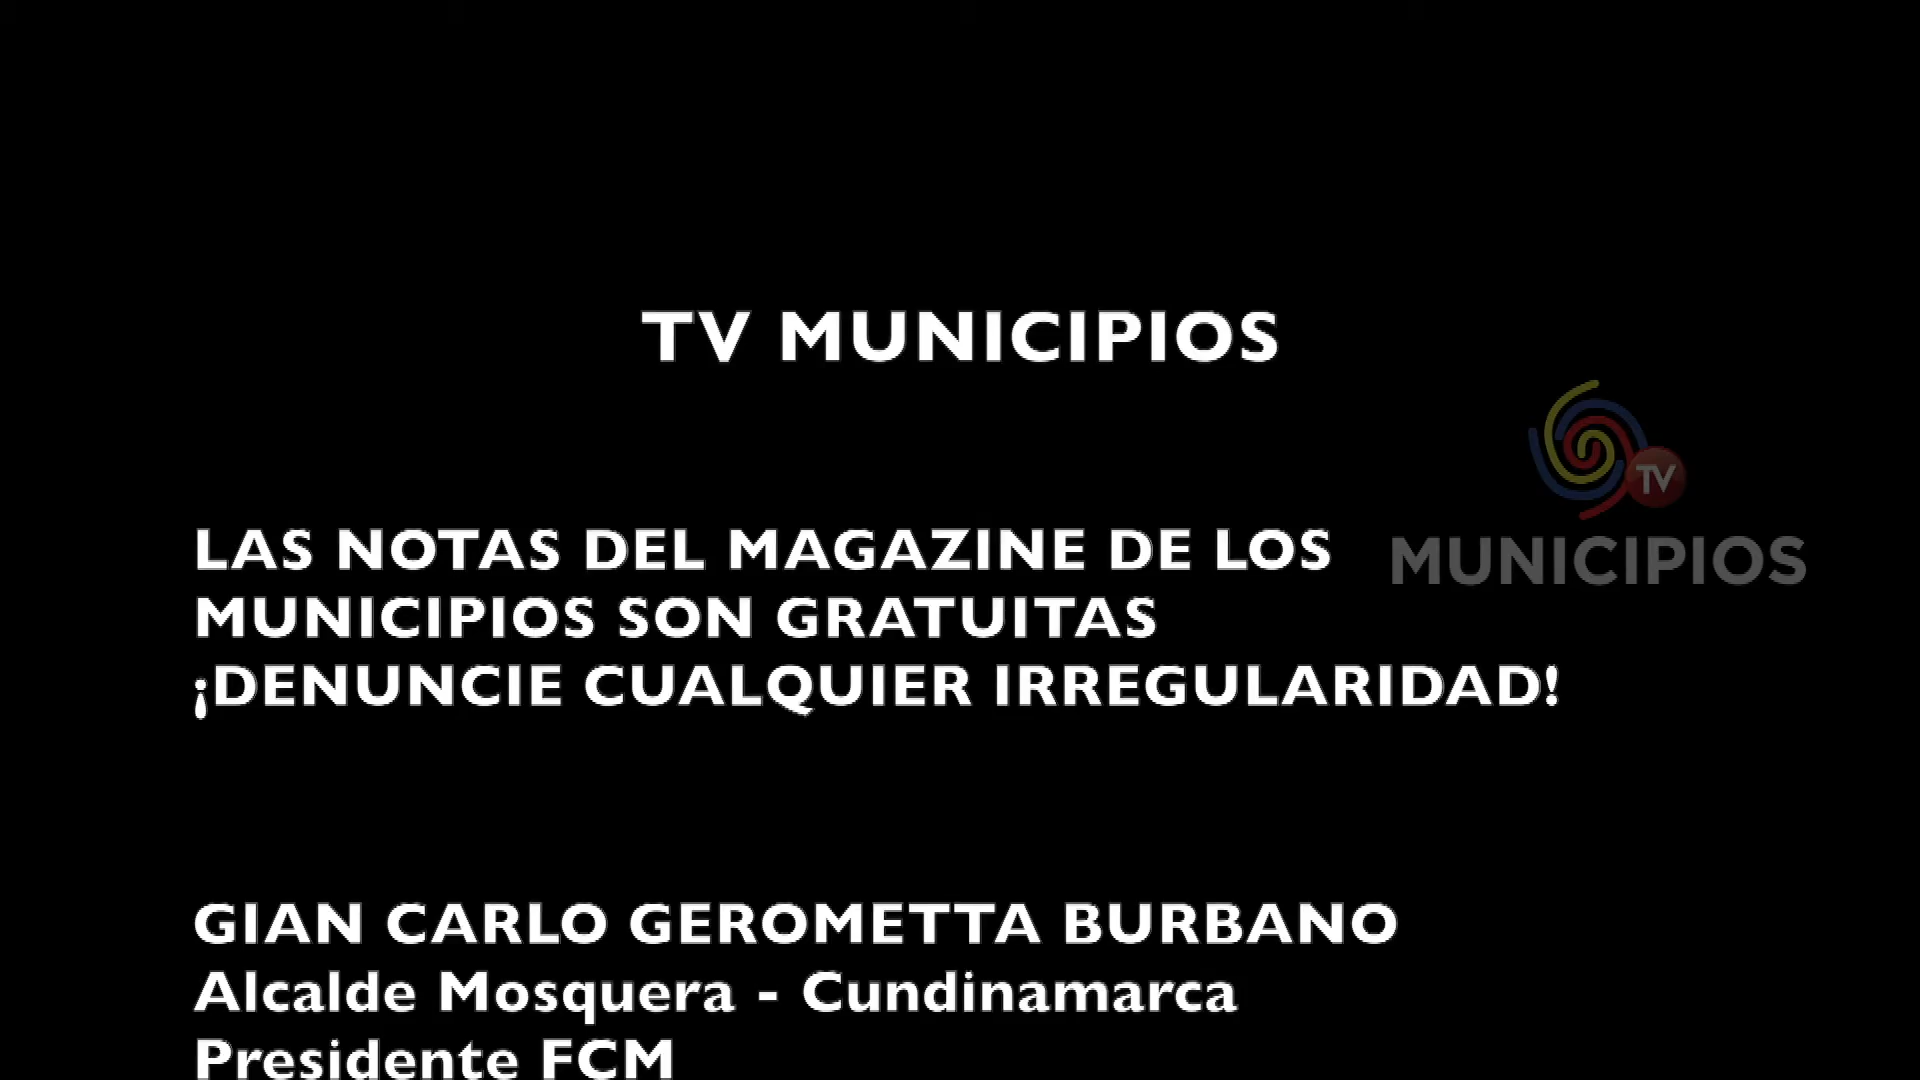 TV MUNICIPIOS
TV
MUNICIPIOS
LAS NOTAS DEL MAGAZINE DE LOS
MUNICIPIOS SON GRATUITAS
¡DENUNCIE CUALQUIER IRREGULARIDAD!
GIAN CARLO GEROMETTA BURBANO
Alcalde Mosquera - Cundinamarca
Presidente FCM